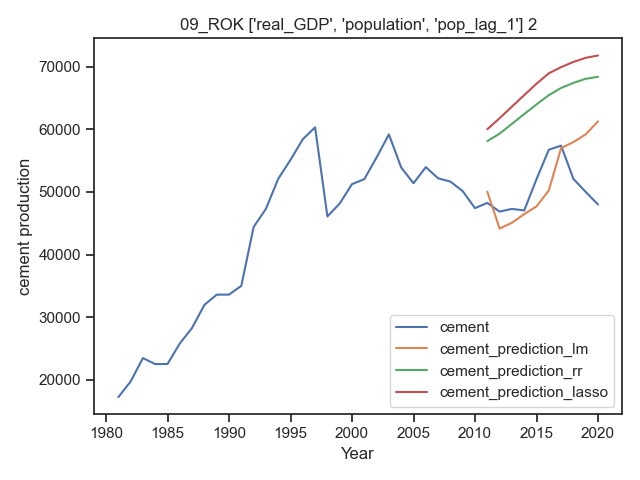 09_ROK ['real_GDP', 'population', 'pop_lag_1'] 2
cement production
70000
60000
50000
40000
30000
20000
1980 1985 1990 1995 2000 2005 2010 2015 2020
Year
cement
cement_prediction_lm
cement_prediction_rr
cement_prediction_lasso